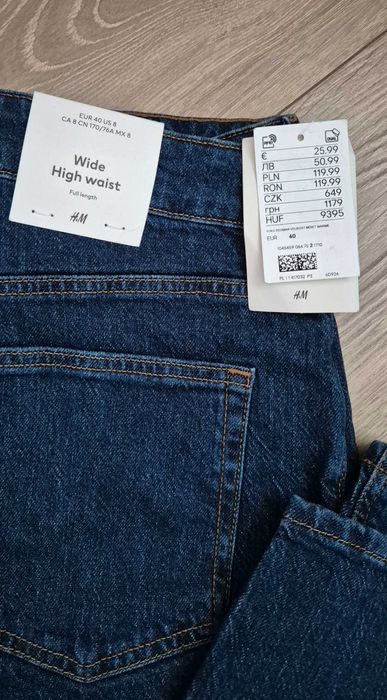 EUR 40 US 8
CA 8 CN 170/76A MX 8
Wide
High waist
Full length
H&M
€ 25.99
ЛВ 50.99
PLN 119.99
RON 119.99
CZK 649
грн 1179
HUF 9395
EUR 40
H&M